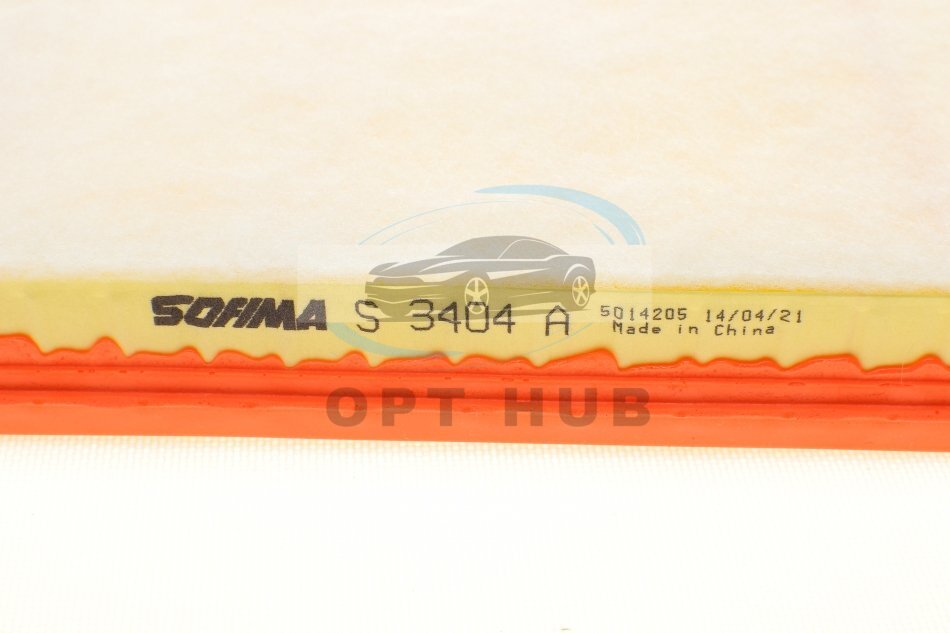 SOFIMA S 3404 A 5014205 14/04/21
Made in China
OPT HUB